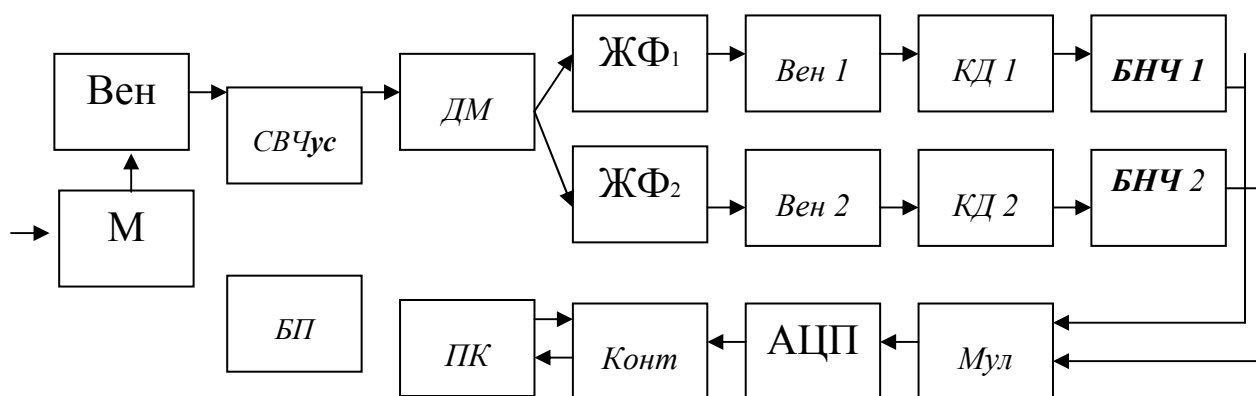 ЖФ1
Вен 1
КД 1
БНЧ 1
Вен
СВЧус
ДМ
ЖФ2
Вен 2
КД 2
БНЧ 2
М
БП
ПК
Конт
АЦП
Мул